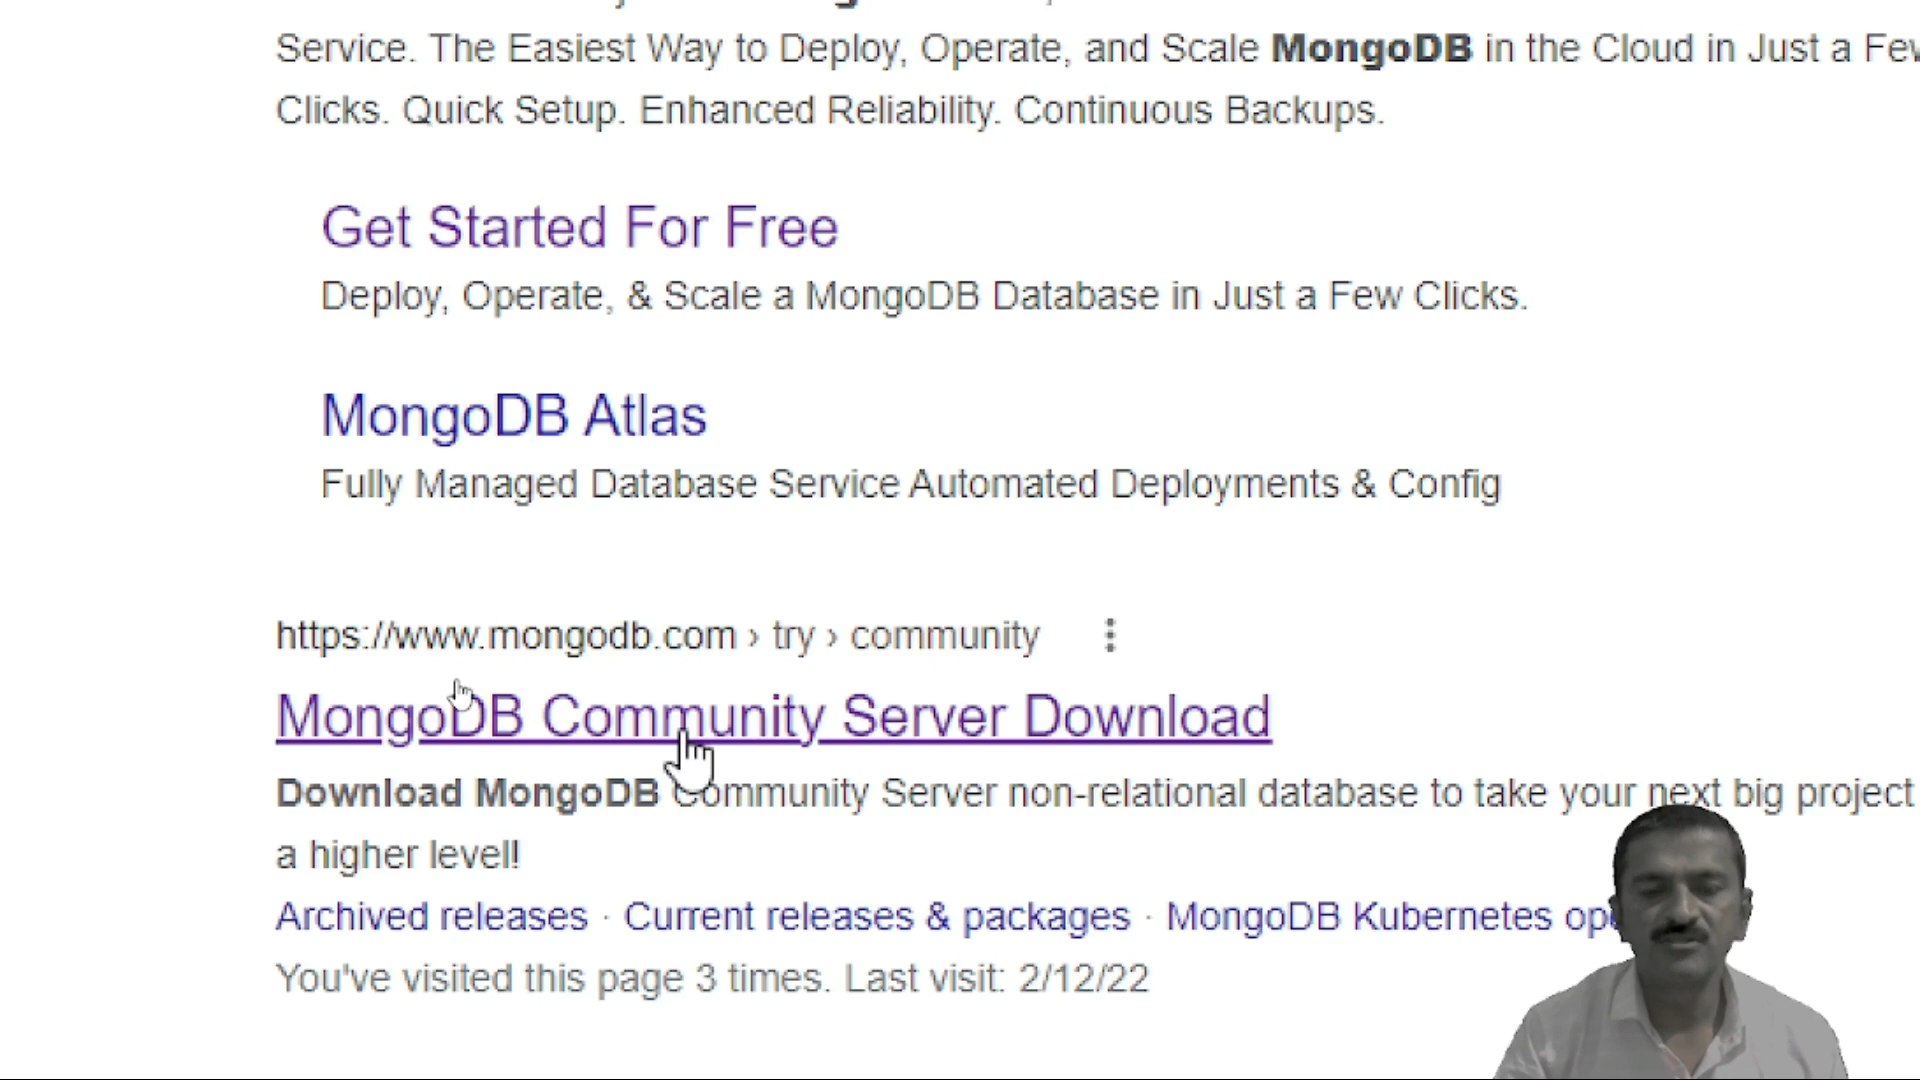 Service. The Easiest Way to Deploy, Operate, and Scale MongoDB in the Cloud in Just a Few
Clicks. Quick Setup. Enhanced Reliability. Continuous Backups.
Get Started For Free
Deploy, Operate, & Scale a MongoDB Database in Just a Few Clicks.
MongoDB Atlas
Fully Managed Database Service Automated Deployments & Config
https://www.mongodb.com › try › community
MongoDB Community Server Download
Download MongoDB Community Server non-relational database to take your next big project
a higher level!
Archived releases · Current releases & packages · MongoDB Kubernetes
You've visited this page 3 times. Last visit: 2/12/22